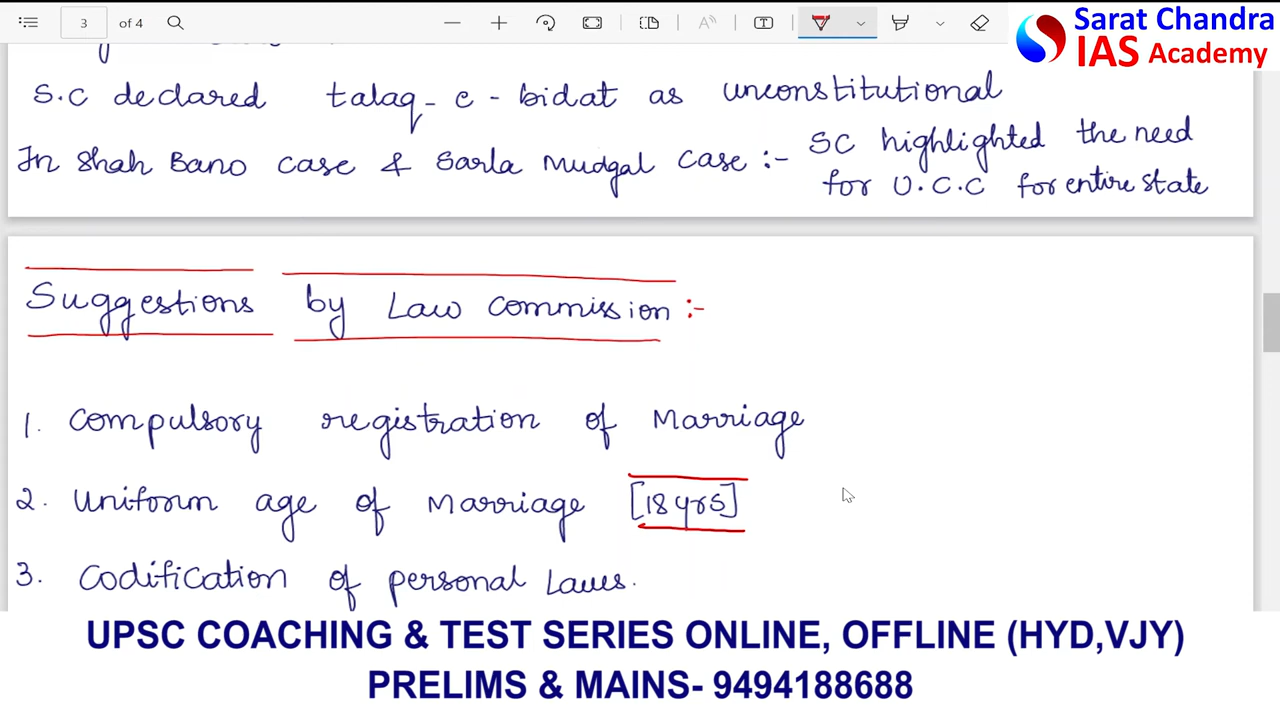 3 of 4
Sarat Chandra
IAS Academy
S.C declared talaq-e-bidat as unconstitutional
In Shah Bano case & Sarla Mudgal case :- SC highlighted the need
for U.C.C for entire state
Suggestions by Law Commission :-
1. Compulsory registration of Marriage
2. Uniform age of Marriage [18 yrs]
3. Codification of personal Laws.
UPSC COACHING & TEST SERIES ONLINE, OFFLINE (HYD,VJY)
PRELIMS & MAINS- 9494188688